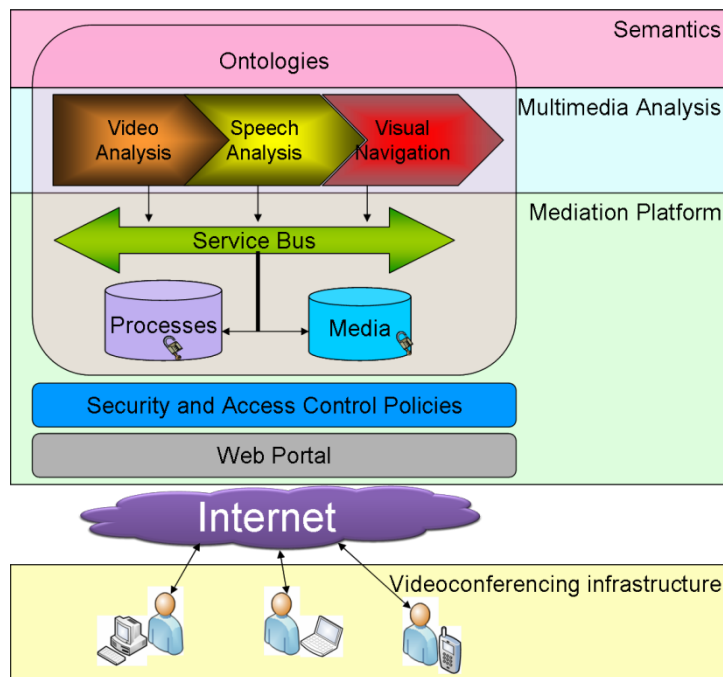 Semantics
Ontologies
Multimedia Analysis
Video
Analysis
Speech
Analysis
Visual
Navigation
Mediation Platform
Service Bus
Processes
Media
Security and Access Control Policies
Web Portal
Internet
Videoconferencing infrastructure